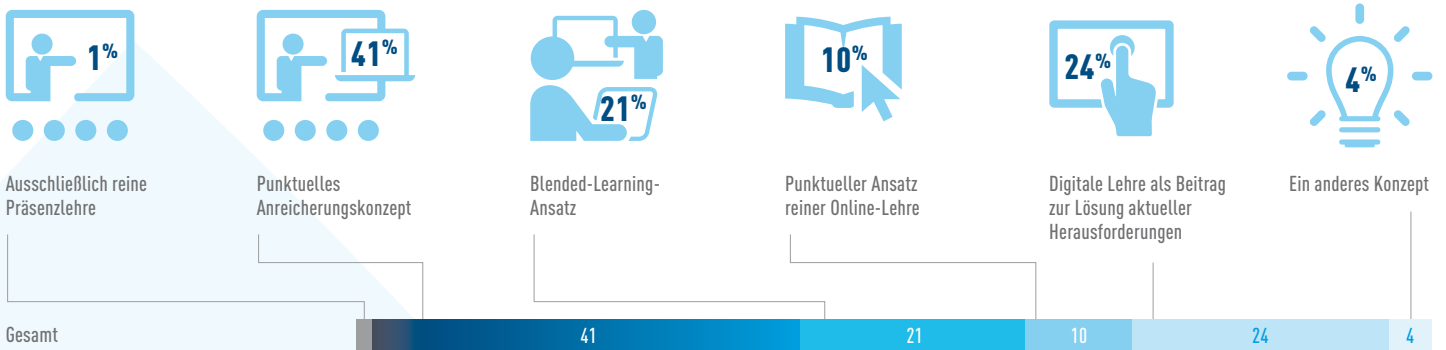 1%
41%
21%
10%
24%
4%
Ausschließlich reine
Präsenzlehre
Punktuelles
Anreicherungskonzept
Blended-Learning-
Ansatz
Punktueller Ansatz
reiner Online-Lehre
Digitale Lehre als Beitrag
zur Lösung aktueller
Herausforderungen
Ein anderes Konzept
Gesamt 41 21 10 24 4